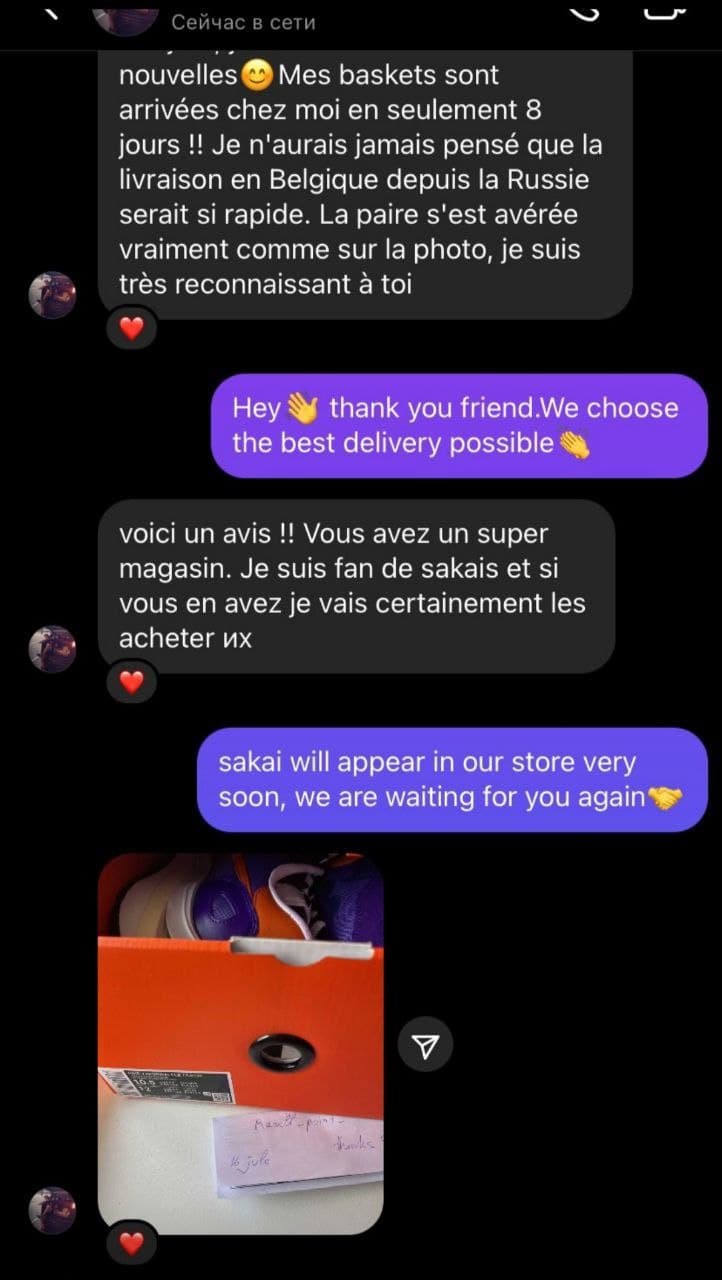 Сейчас в сети
nouvelles😊Mes baskets sont
arrivées chez moi en seulement 8
jours !! Je n'aurais jamais pensé que la
livraison en Belgique depuis la Russie
serait si rapide. La paire s'est avérée
vraiment comme sur la photo, je suis
très reconnaissant à toi
Hey👋 thank you friend.We choose
the best delivery possible👏
voici un avis !! Vous avez un super
magasin. Je suis fan de sakais et si
vous en avez je vais certainement les
acheter их
sakai will appear in our store very
soon, we are waiting for you again🤝
10.5
12
thanks
16 jule